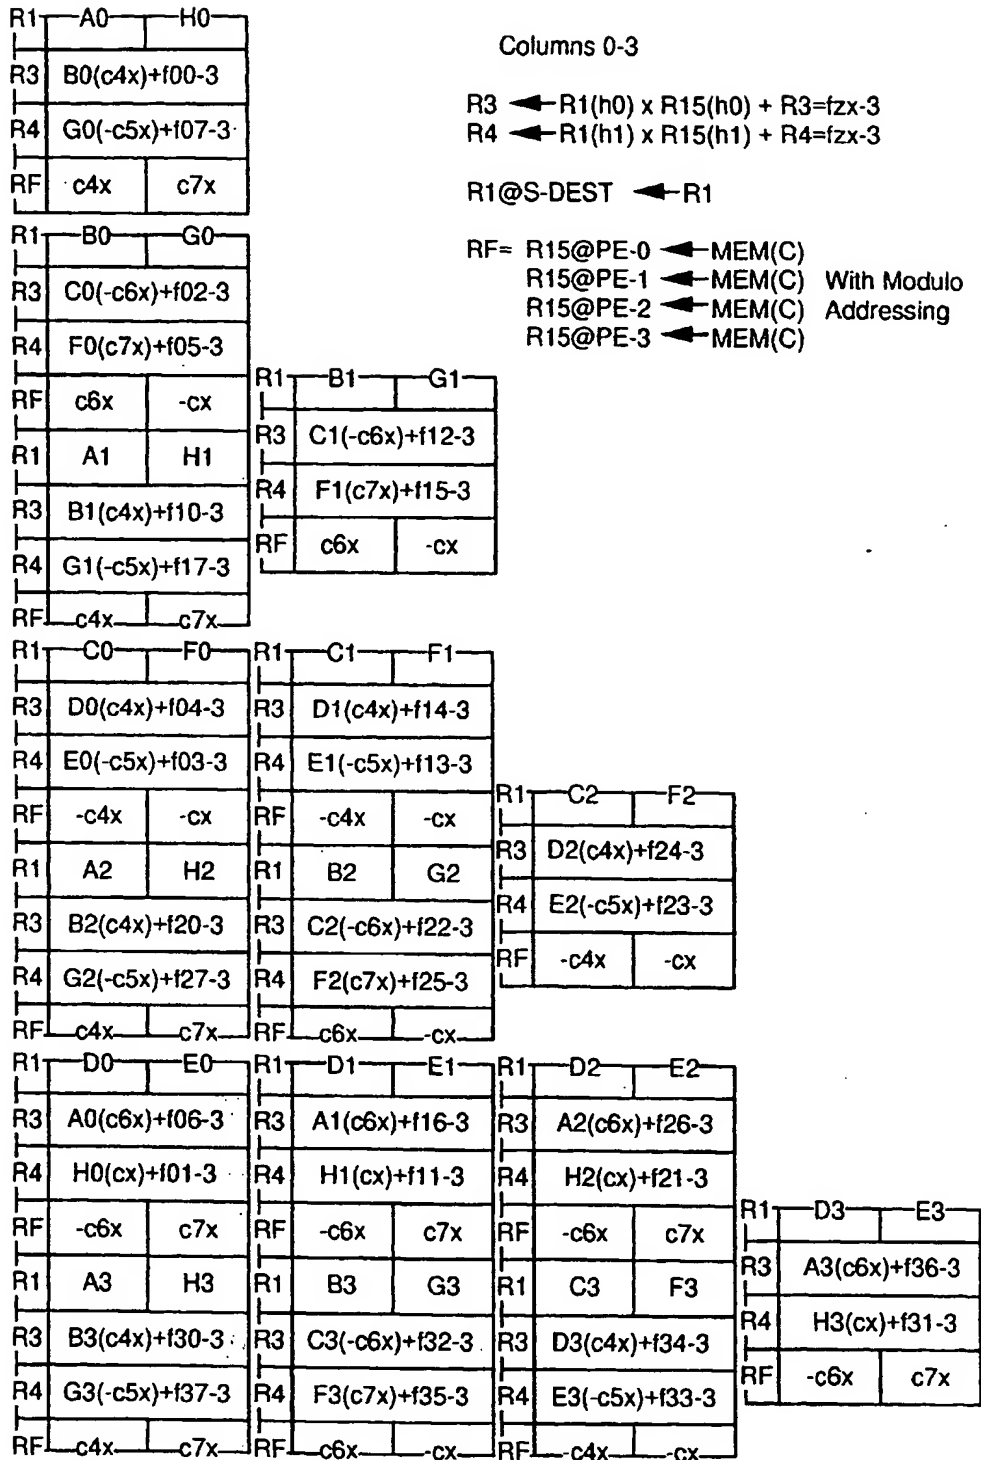 R1 A0 H0
R3 B0(c4x)+f00-3
R4 G0(-c5x)+f07-3
RF c4x c7x
Columns 0-3
R3 ◄─ R1(h0) x R15(h0) + R3=fzx-3
R4 ◄─ R1(h1) x R15(h1) + R4=fzx-3
R1@S-DEST ◄─ R1
RF= R15@PE-0 ◄─ MEM(C)
R15@PE-1 ◄─ MEM(C) With Modulo
R15@PE-2 ◄─ MEM(C) Addressing
R15@PE-3 ◄─ MEM(C)
R1 B0 G0
R3 C0(-c6x)+f02-3
R4 F0(c7x)+f05-3
RF c6x -cx
R1 A1 H1
R3 B1(c4x)+f10-3
R4 G1(-c5x)+f17-3
RF c4x c7x
R1 B1 G1
R3 C1(-c6x)+f12-3
R4 F1(c7x)+f15-3
RF c6x -cx
R1 C0 F0
R3 D0(c4x)+f04-3
R4 E0(-c5x)+f03-3
RF -c4x -cx
R1 A2 H2
R3 B2(c4x)+f20-3
R4 G2(-c5x)+f27-3
RF c4x c7x
R1 C1 F1
R3 D1(c4x)+f14-3
R4 E1(-c5x)+f13-3
RF -c4x -cx
R1 B2 G2
R3 C2(-c6x)+f22-3
R4 F2(c7x)+f25-3
RF c6x -cx
R1 C2 F2
R3 D2(c4x)+f24-3
R4 E2(-c5x)+f23-3
RF -c4x -cx
R1 D0 E0
R3 A0(c6x)+f06-3
R4 H0(cx)+f01-3
RF -c6x c7x
R1 A3 H3
R3 B3(c4x)+f30-3
R4 G3(-c5x)+f37-3
RF c4x c7x
R1 D1 E1
R3 A1(c6x)+f16-3
R4 H1(cx)+f11-3
RF -c6x c7x
R1 B3 G3
R3 C3(-c6x)+f32-3
R4 F3(c7x)+f35-3
RF c6x -cx
R1 D2 E2
R3 A2(c6x)+f26-3
R4 H2(cx)+f21-3
RF -c6x c7x
R1 C3 F3
R3 D3(c4x)+f34-3
R4 E3(-c5x)+f33-3
RF -c4x -cx
R1 D3 E3
R3 A3(c6x)+f36-3
R4 H3(cx)+f31-3
RF -c6x c7x